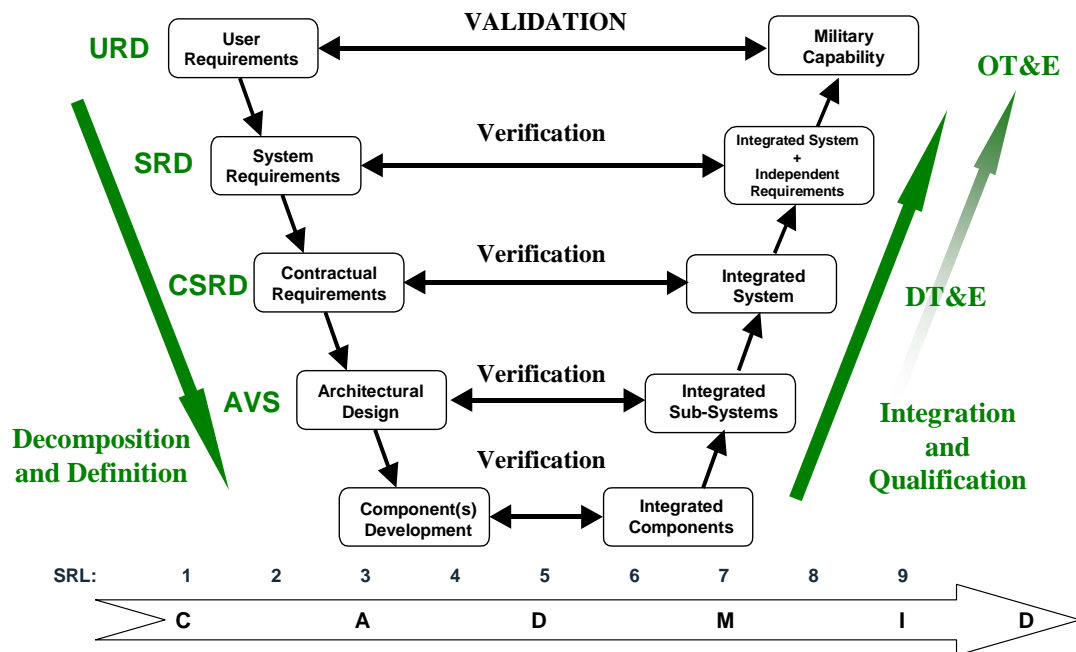 URD
User
Requirements
VALIDATION
Military
Capability
OT&E
SRD
System
Requirements
Verification
Integrated System
+
Independent
Requirements
CSRD
Contractual
Requirements
Verification
Integrated
System
DT&E
AVS
Architectural
Design
Verification
Integrated
Sub-Systems
Decomposition
and Definition
Integration
and
Qualification
Verification
Component(s)
Development
Integrated
Components
SRL: 1 2 3 4 5 6 7 8 9
C A D M I D